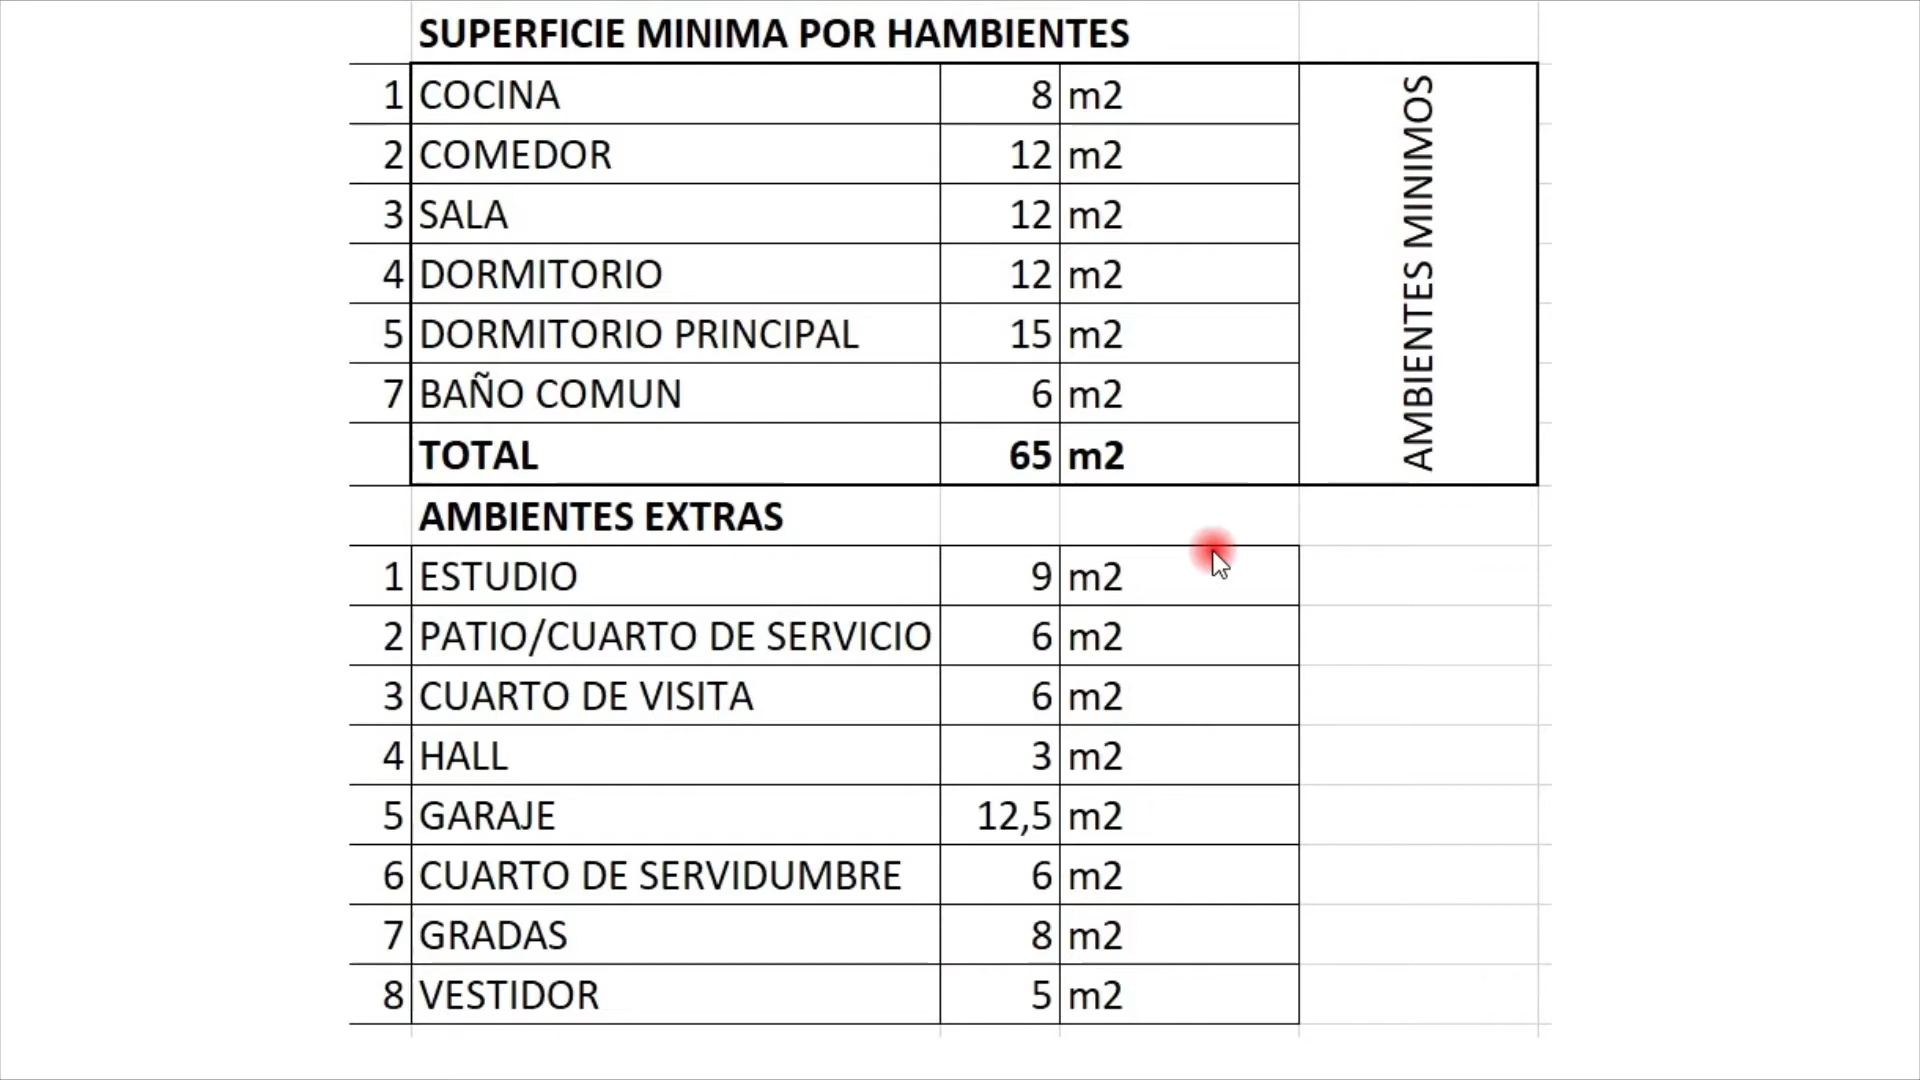 SUPERFICIE MINIMA POR HAMBIENTES
1 COCINA 8 m2
2 COMEDOR 12 m2
3 SALA 12 m2
4 DORMITORIO 12 m2
5 DORMITORIO PRINCIPAL 15 m2
7 BAÑO COMUN 6 m2
TOTAL 65 m2
AMBIENTES MINIMOS
AMBIENTES EXTRAS
1 ESTUDIO 9 m2
2 PATIO/CUARTO DE SERVICIO 6 m2
3 CUARTO DE VISITA 6 m2
4 HALL 3 m2
5 GARAJE 12,5 m2
6 CUARTO DE SERVIDUMBRE 6 m2
7 GRADAS 8 m2
8 VESTIDOR 5 m2